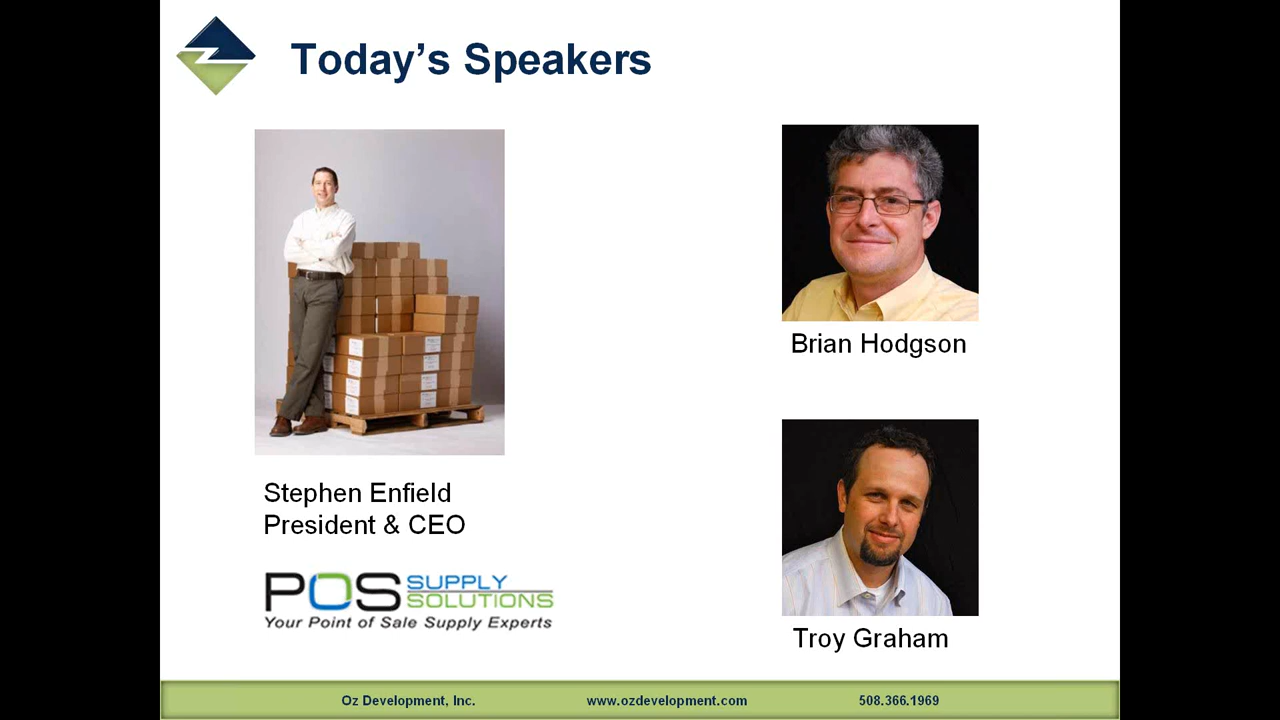 Today's Speakers
Stephen Enfield
President & CEO
POS SUPPLY SOLUTIONS
Your Point of Sale Supply Experts
Brian Hodgson
Troy Graham
Oz Development, Inc. www.ozdevelopment.com 508.366.1969